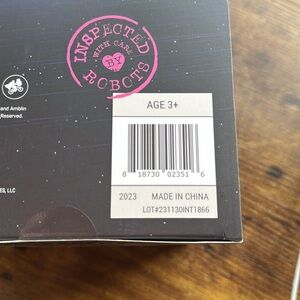 INSPECTED
• WITH CARE •
BY
ROBOTS
and Amblin
Reserved.
AGE 3+
8 18730 02351 6
ES, LLC
2023 MADE IN CHINA
LOT#231130INT1866